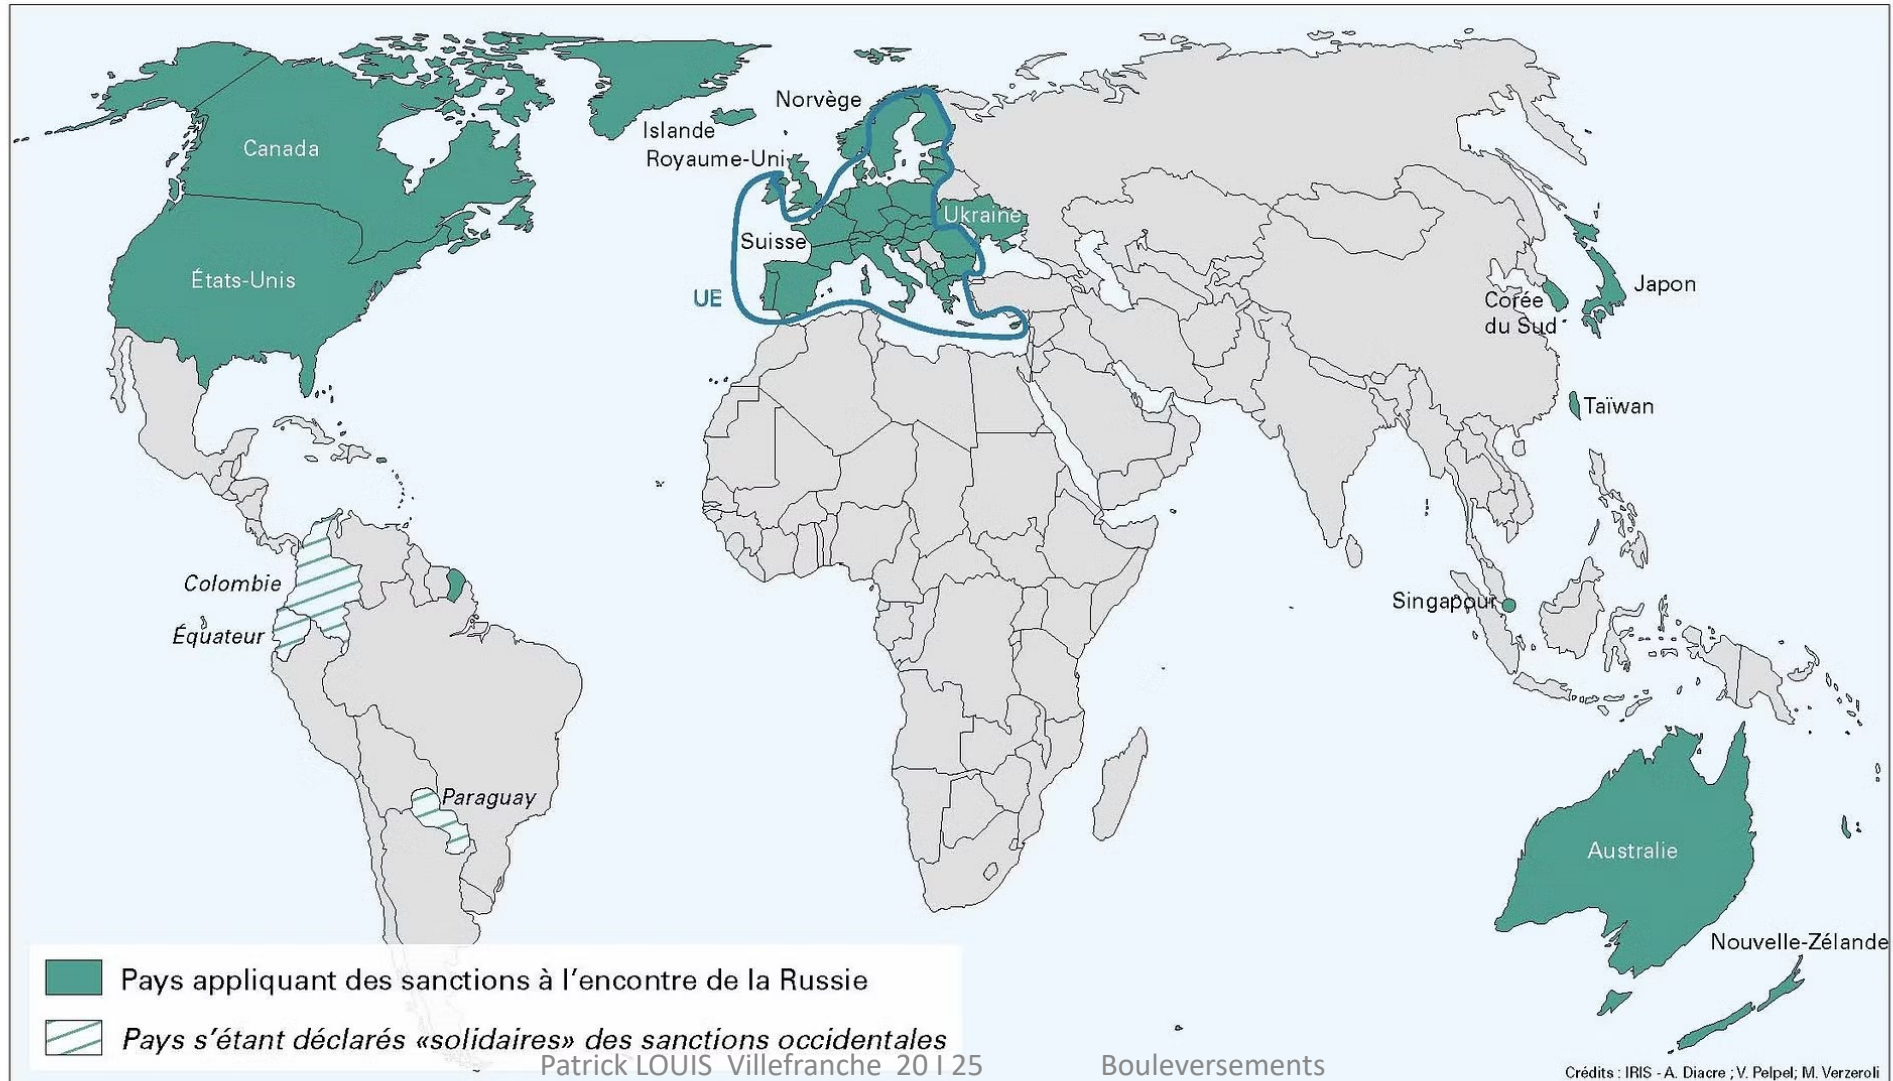 Norvège
Islande
Canada
Royaume-Uni
Ukraine
Suisse
États-Unis
UE
Japon
Corée
du Sud
Taïwan
Colombie
Singapour
Équateur
Paraguay
Australie
Nouvelle-Zélande
Pays appliquant des sanctions à l'encontre de la Russie
Pays s'étant déclarés «solidaires» des sanctions occidentales
Patrick LOUIS Villefranche 20 I 25 Bouleversements
Crédits : IRIS - A. Diacre ; V. Pelpel; M. Verzeroli